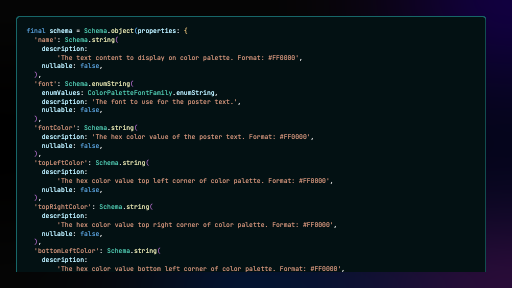 final schema = Schema.object(properties: {
'name': Schema.string(
description:
'The text content to display on color palette. Format: #FF0000',
nullable: false,
),
'font': Schema.enumString(
enumValues: ColorPaletteFontFamily.enumString,
description: 'The font to use for the poster text.',
nullable: false,
),
'fontColor': Schema.string(
description: 'The hex color value of the poster text. Format: #FF0000',
nullable: false,
),
'topLeftColor': Schema.string(
description:
'The hex color value top left corner of color palette. Format: #FF0000',
nullable: false,
),
'topRightColor': Schema.string(
description:
'The hex color value top right corner of color palette. Format: #FF0000',
nullable: false,
),
'bottomLeftColor': Schema.string(
description:
'The hex color value bottom left corner of color palette. Format: #FF0000',